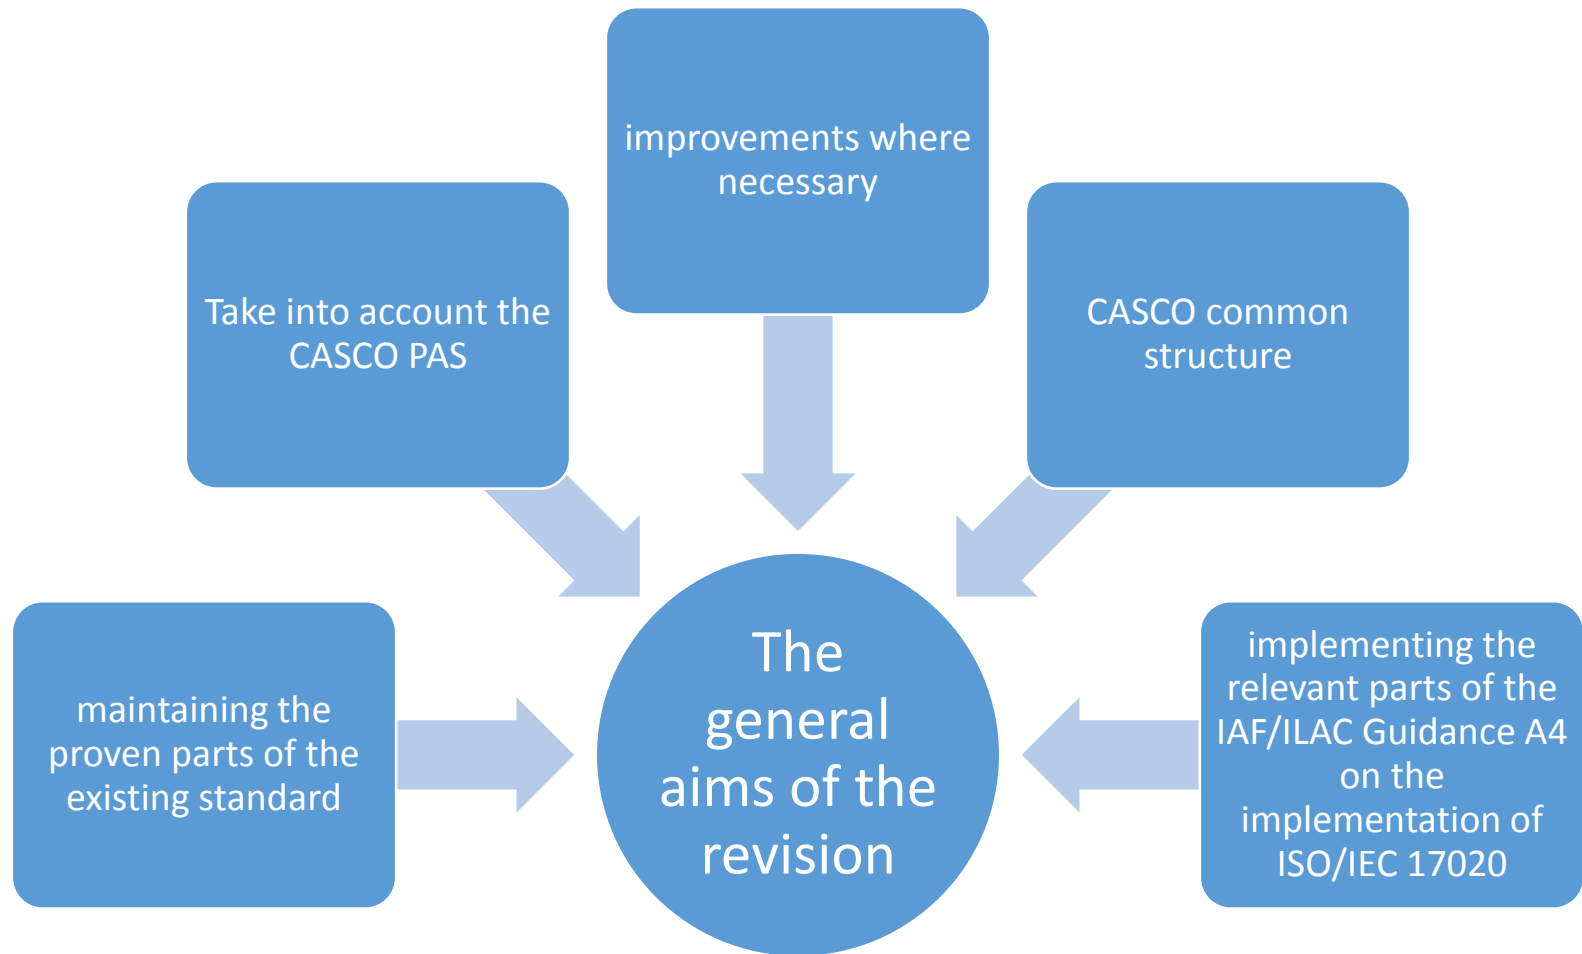 improvements where
necessary
Take into account the
CASCO PAS
CASCO common
structure
maintaining the
proven parts of the
existing standard
The
general
aims of the
revision
implementing the
relevant parts of the
IAF/ILAC Guidance A4
on the
implementation of
ISO/IEC 17020